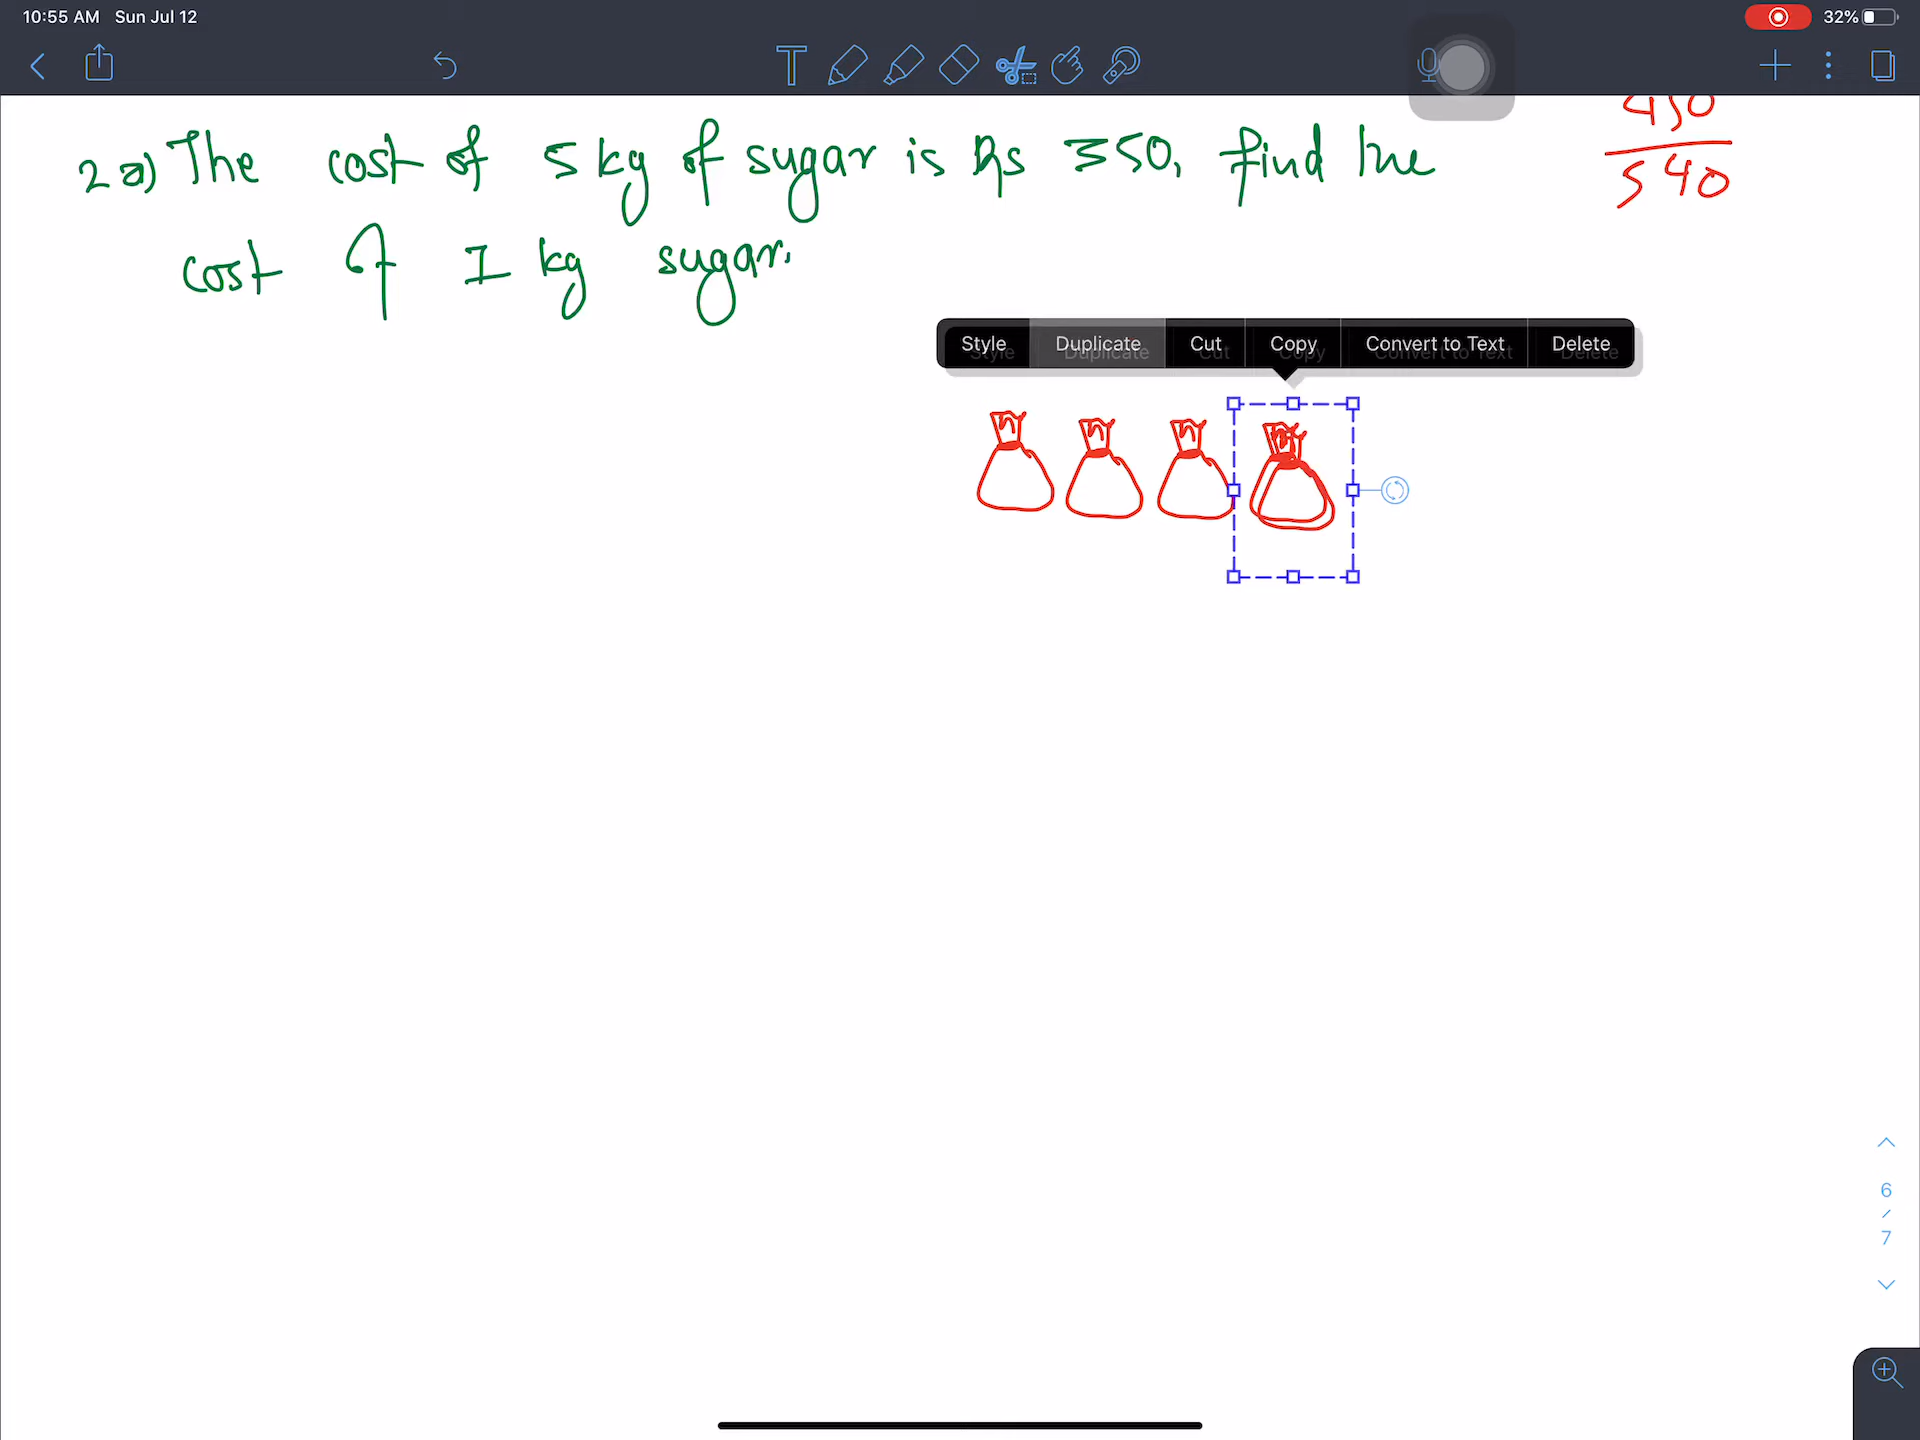 10:55 AM Sun Jul 12
32%
450
540
2 a) The cost of 5 kg of sugar is Rs 350, find the
cost of 1 kg sugar.
Style Duplicate Cut Copy Convert to Text Delete
6
/
7